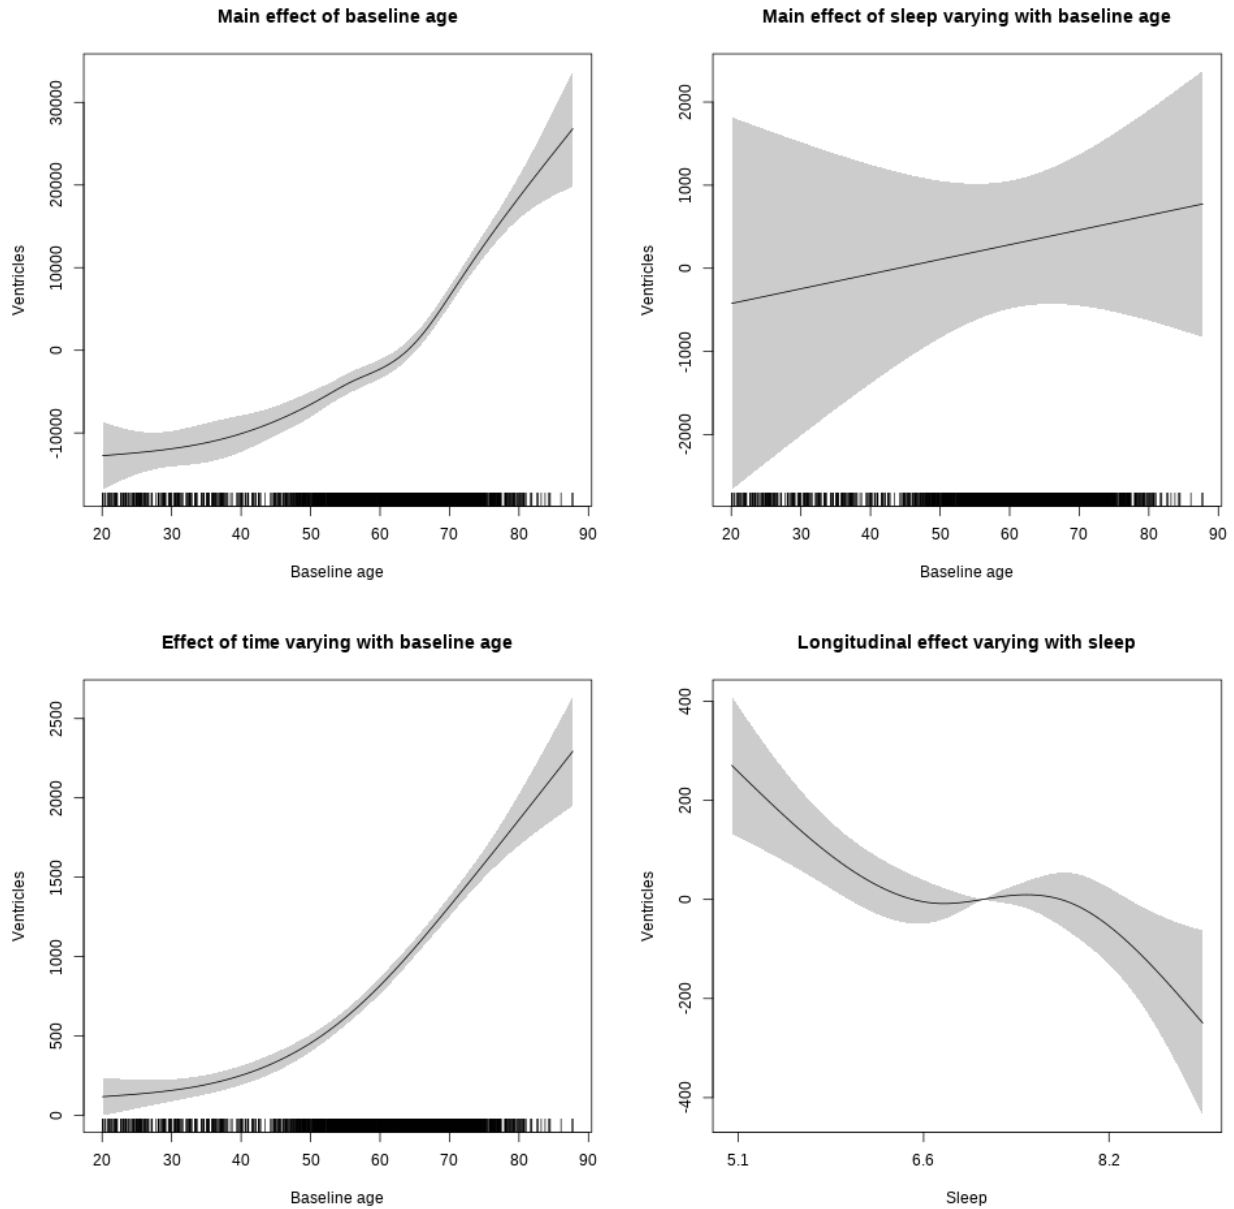 Main effect of baseline age
Ventricles
30000
20000
10000
0
-10000
20 30 40 50 60 70 80 90
Baseline age
Main effect of sleep varying with baseline age
Ventricles
2000
1000
0
-1000
-2000
20 30 40 50 60 70 80 90
Baseline age
Effect of time varying with baseline age
Ventricles
2500
2000
1500
1000
500
0
20 30 40 50 60 70 80 90
Baseline age
Longitudinal effect varying with sleep
Ventricles
400
200
0
-200
-400
5.1 6.6 8.2
Sleep